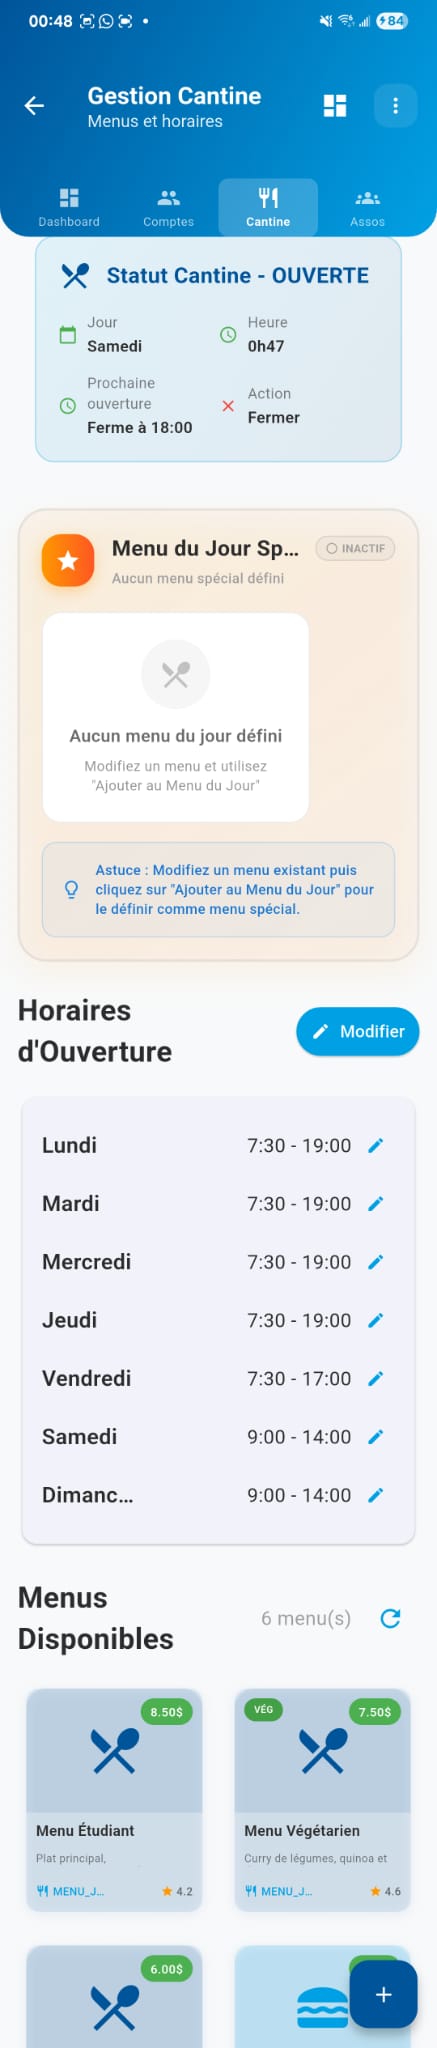 00:48
84
Gestion Cantine
Menus et horaires
Dashboard
Comptes
Cantine
Assos
Statut Cantine - OUVERTE
Jour
Samedi
Heure
0h47
Prochaine
ouverture
Ferme à 18:00
Action
Fermer
Menu du Jour Sp...
INACTIF
Aucun menu spécial défini
Aucun menu du jour défini
Modifiez un menu et utilisez
"Ajouter au Menu du Jour"
Astuce : Modifiez un menu existant puis
cliquez sur "Ajouter au Menu du Jour" pour
le définir comme menu spécial.
Horaires
d'Ouverture
Modifier
Lundi 7:30 - 19:00
Mardi 7:30 - 19:00
Mercredi 7:30 - 19:00
Jeudi 7:30 - 19:00
Vendredi 7:30 - 17:00
Samedi 9:00 - 14:00
Dimanc... 9:00 - 14:00
Menus
Disponibles
6 menu(s)
8.50$
Menu Étudiant
Plat principal,
MENU_J...
4.2
VÉG
7.50$
Menu Végétarien
Curry de légumes, quinoa et
MENU_J...
4.6
6.00$
+